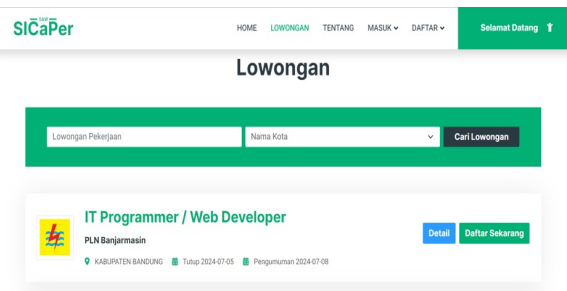 SAW
SICaPer
HOME LOWONGAN TENTANG MASUK DAFTAR Selamat Datang
Lowongan
Lowongan Pekerjaan Nama Kota Cari Lowongan
IT Programmer / Web Developer
PLN Banjarmasin
Detail Daftar Sekarang
KABUPATEN BANDUNG Tutup 2024-07-05 Pengumuman 2024-07-08